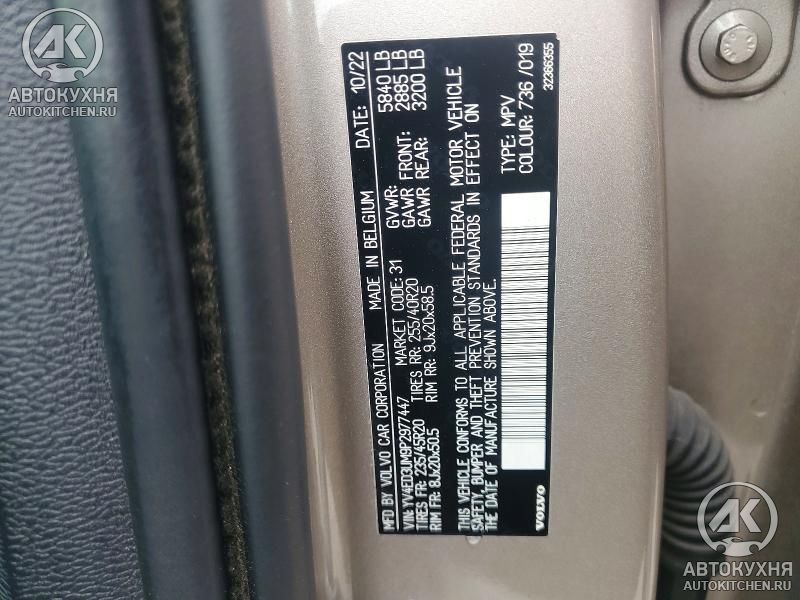 MFD BY VOLVO CAR CORPORATION MADE IN BELGIUM DATE: 10/22
VIN: YV4ED3UM9P2977447 MARKET CODE: 31 GVWR: 5840 LB
TIRES FR: 235/45R20 TIRES RR: 255/40R20 GAWR FRONT: 2885 LB
RIM FR: 8Jx20x50.5 RIM RR: 9Jx20x58.5 GAWR REAR: 3200 LB
THIS VEHICLE CONFORMS TO ALL APPLICABLE FEDERAL MOTOR VEHICLE
SAFETY, BUMPER AND THEFT PREVENTION STANDARDS IN EFFECT ON
THE DATE OF MANUFACTURE SHOWN ABOVE.
TYPE: MPV
COLOUR: 736 /019
VOLVO
32366355
АК
АВТОКУХНЯ
AUTOKITCHEN.RU
АК
АВТОКУХНЯ
AUTOKITCHEN.RU